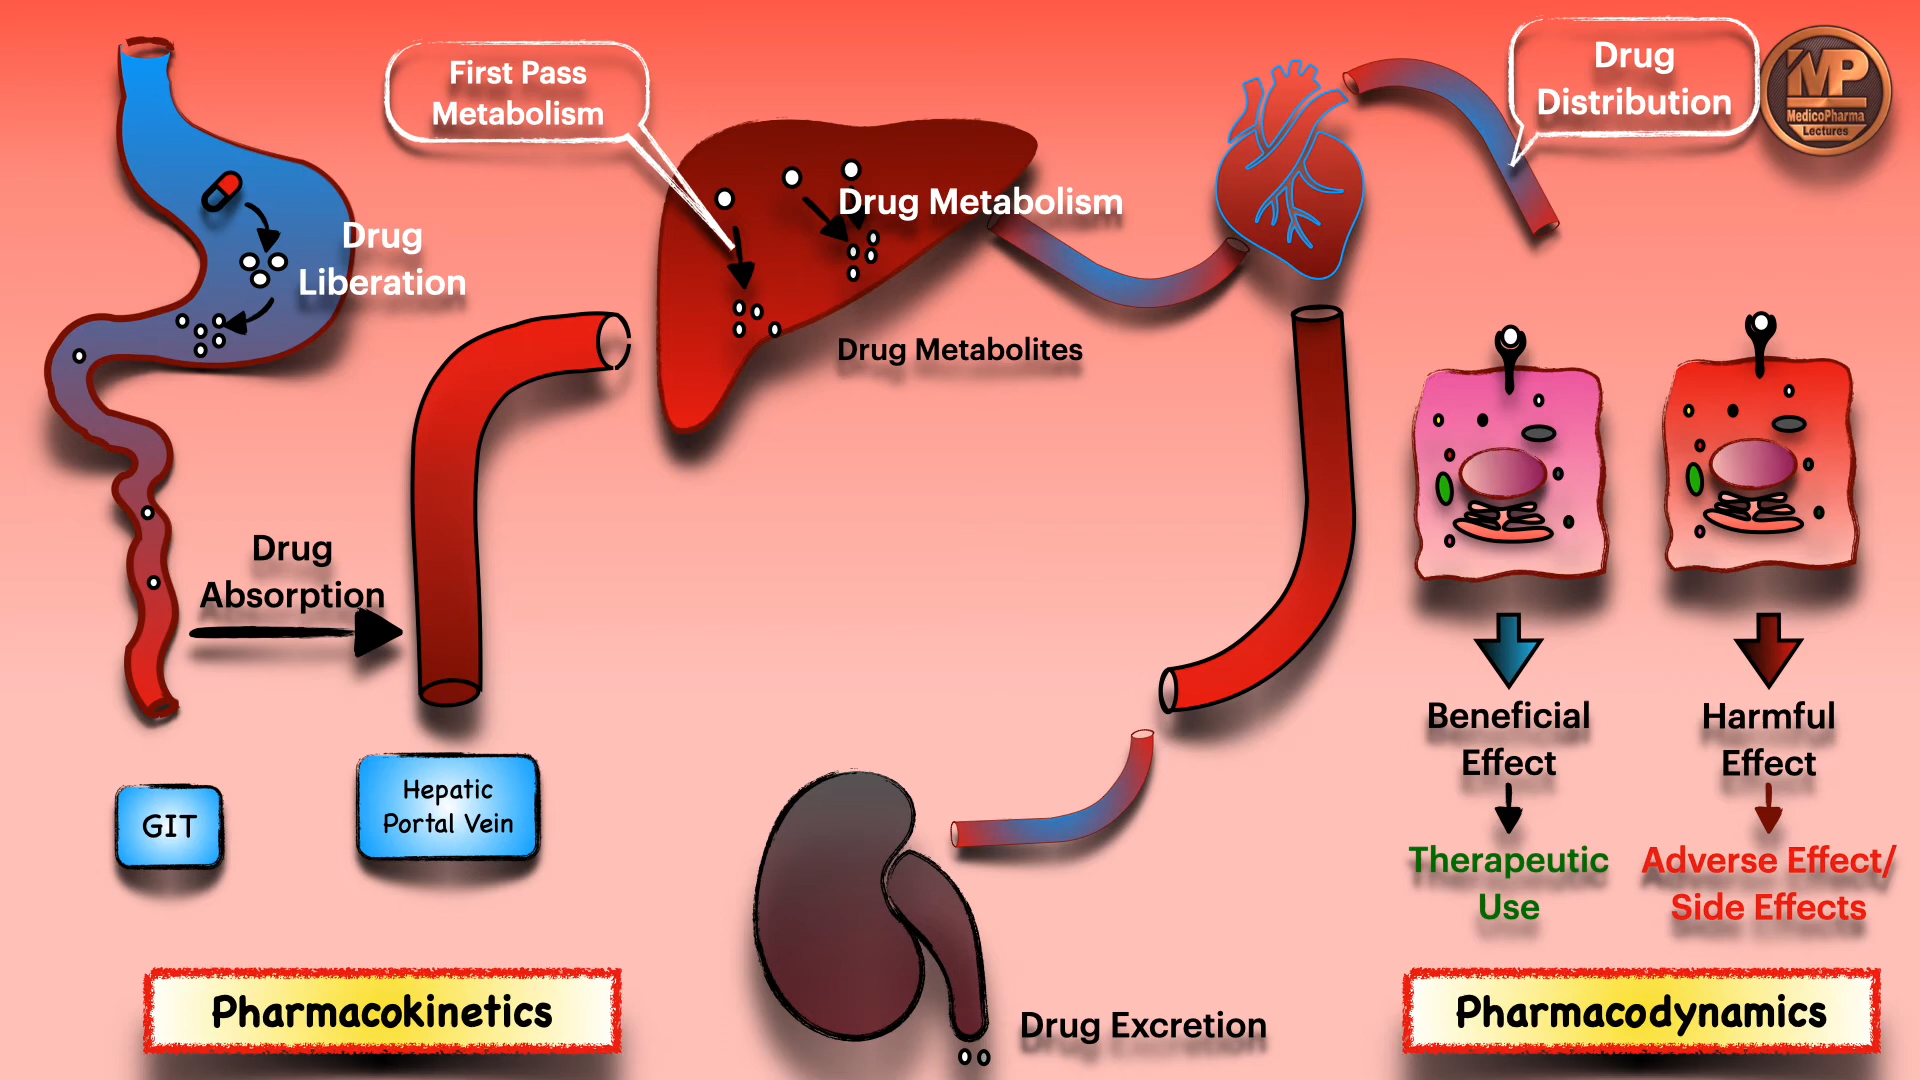 First Pass
Metabolism
Drug
Distribution
MP
MedicoPharma
Lectures
Drug Metabolism
Drug
Liberation
Drug Metabolites
Drug
Absorption
Beneficial
Effect
Harmful
Effect
Hepatic
Portal Vein
GIT
Therapeutic
Use
Adverse Effect/
Side Effects
Pharmacokinetics
Drug Excretion
Pharmacodynamics